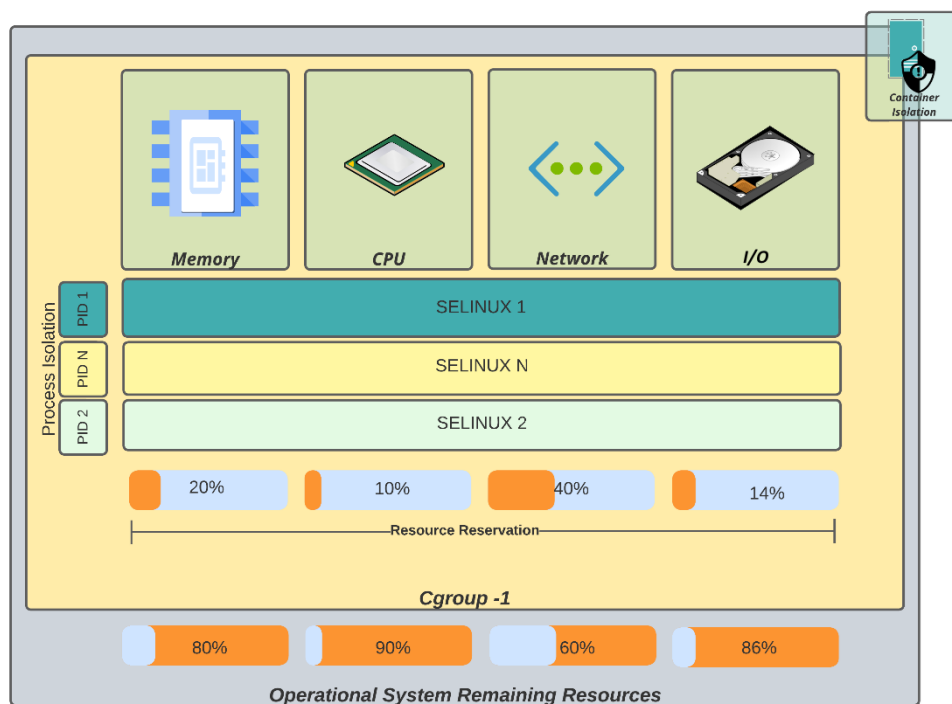 Container
Isolation
Memory
CPU
Network
I/O
Process Isolation
PID 1
SELINUX 1
PID N
SELINUX N
PID 2
SELINUX 2
20%
10%
40%
14%
Resource Reservation
Cgroup -1
80%
90%
60%
86%
Operational System Remaining Resources